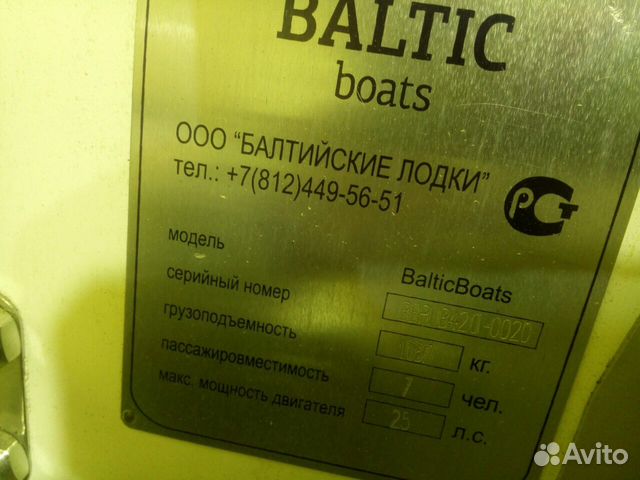 BALTIC
boats
ООО "БАЛТИЙСКИЕ ЛОДКИ"
тел.: +7(812)449-56-51
РСТ
модель BalticBoats
серийный номер
грузоподъемность кг.
пассажировместимость 7 чел.
макс. мощность двигателя 25 л.с.
Avito